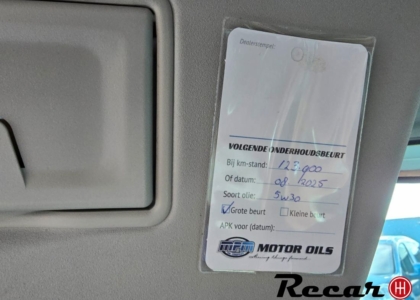 Dealerstempel:
VOLGENDE ONDERHOUDSBEURT
Bij km-stand: 123.900
Of datum: 08 2025
Soort olie: 5W30
Grote beurt Kleine beurt
APK voor (datum):
MOTOR OILS
Recar